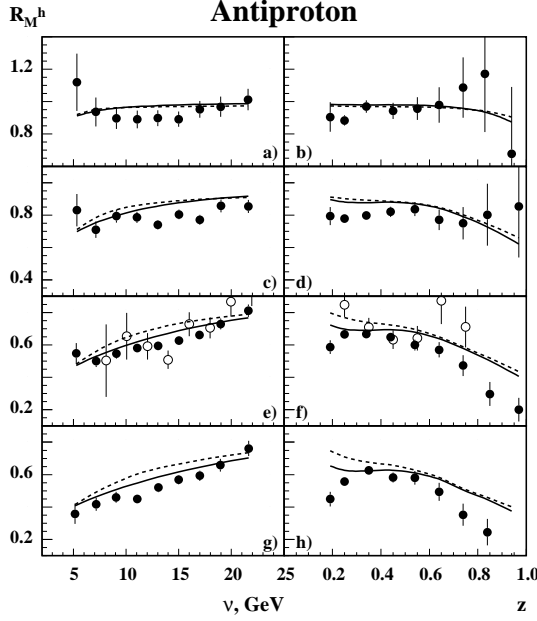 Antiproton
R_M^h
1.2
0.8
a)
b)
0.8
0.4
c)
d)
0.6
0.2
e)
f)
0.6
0.2
g)
h)
5 10 15 20 25 0.2 0.4 0.6 0.8 1.0
ν, GeV z